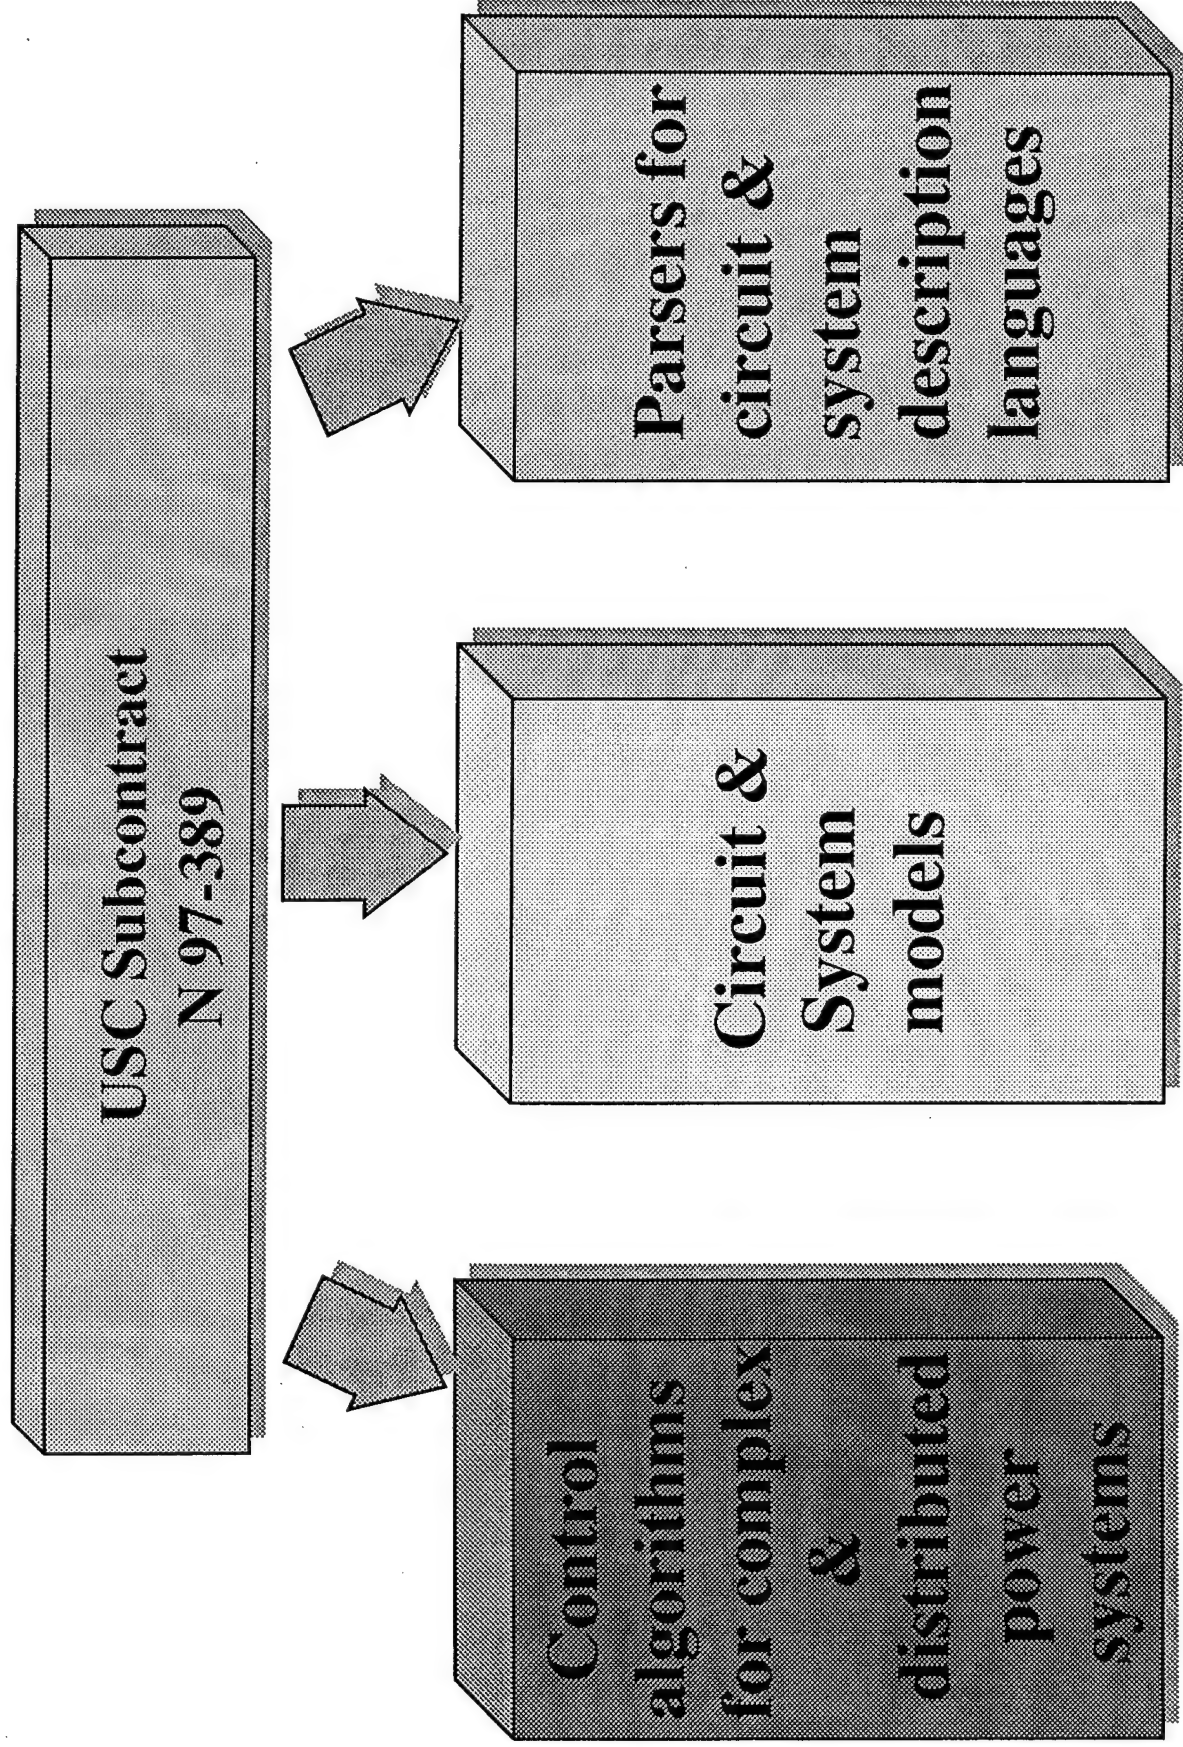 USC Subcontract
N 97-389
Control
algorithms
for complex
&
distributed
power
systems
Circuit &
System
models
Parsers for
circuit &
system
description
languages